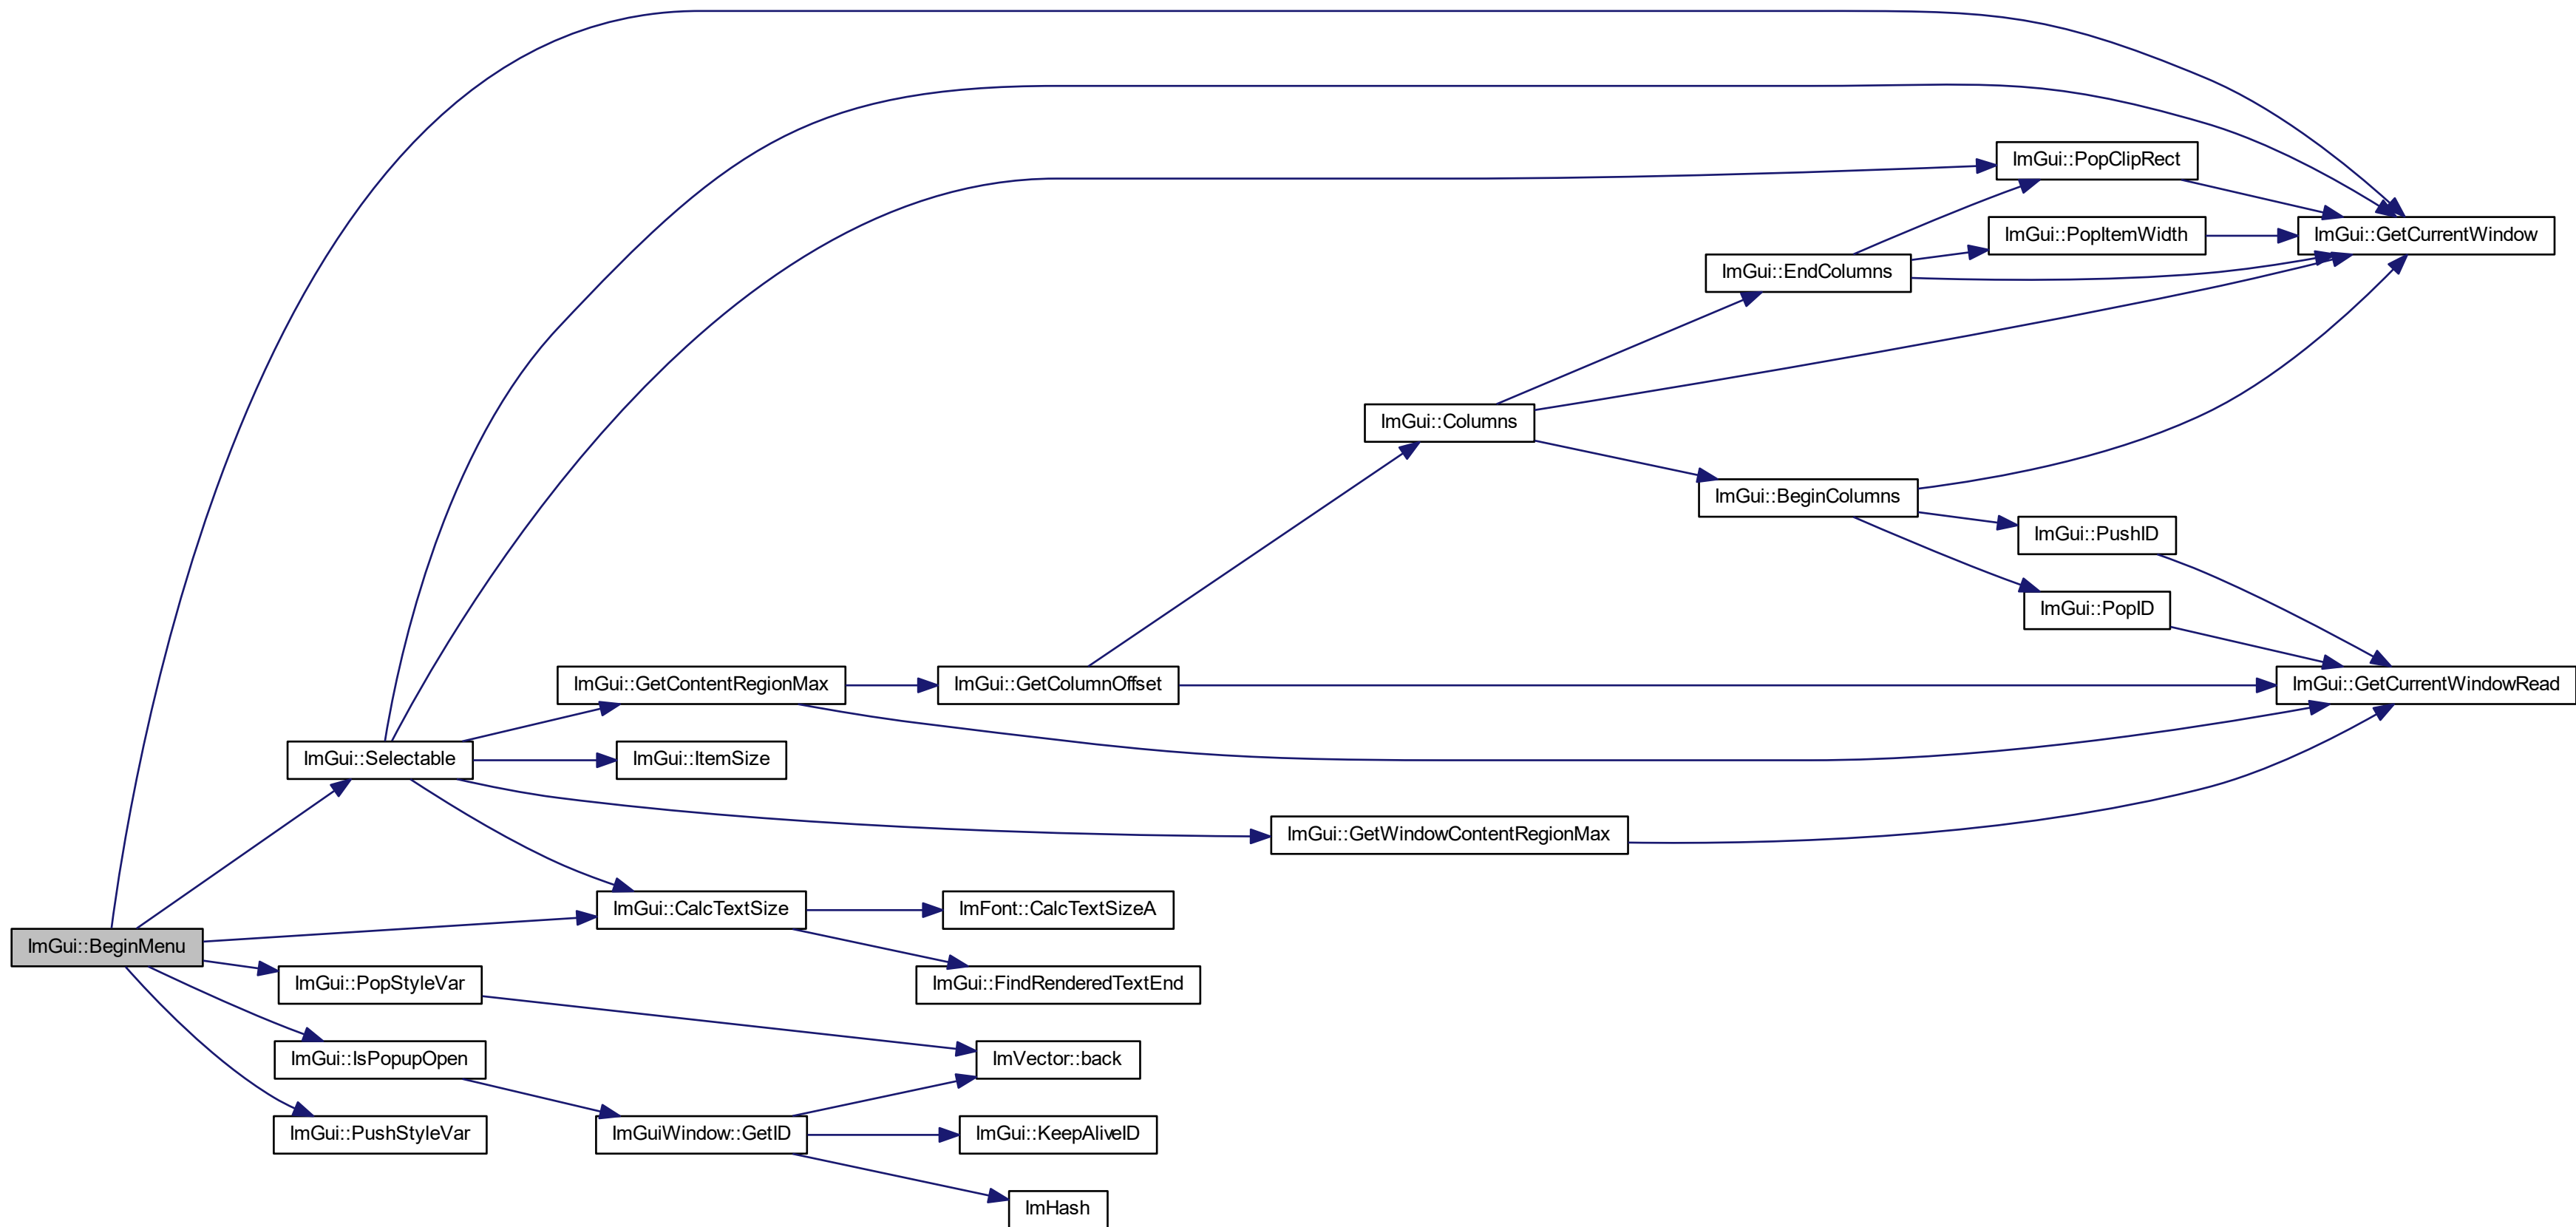 ImGui::PopClipRect
ImGui::GetCurrentWindow
ImGui::PopItemWidth
ImGui::EndColumns
ImGui::Columns
ImGui::BeginColumns
ImGui::PushID
ImGui::PopID
ImGui::GetContentRegionMax
ImGui::GetColumnOffset
ImGui::GetCurrentWindowRead
ImGui::Selectable
ImGui::ItemSize
ImGui::GetWindowContentRegionMax
ImGui::CalcTextSize
ImFont::CalcTextSizeA
ImGui::BeginMenu
ImGui::PopStyleVar
ImGui::FindRenderedTextEnd
ImGui::IsPopupOpen
ImVector::back
ImGui::PushStyleVar
ImGuiWindow::GetID
ImGui::KeepAliveID
ImHash